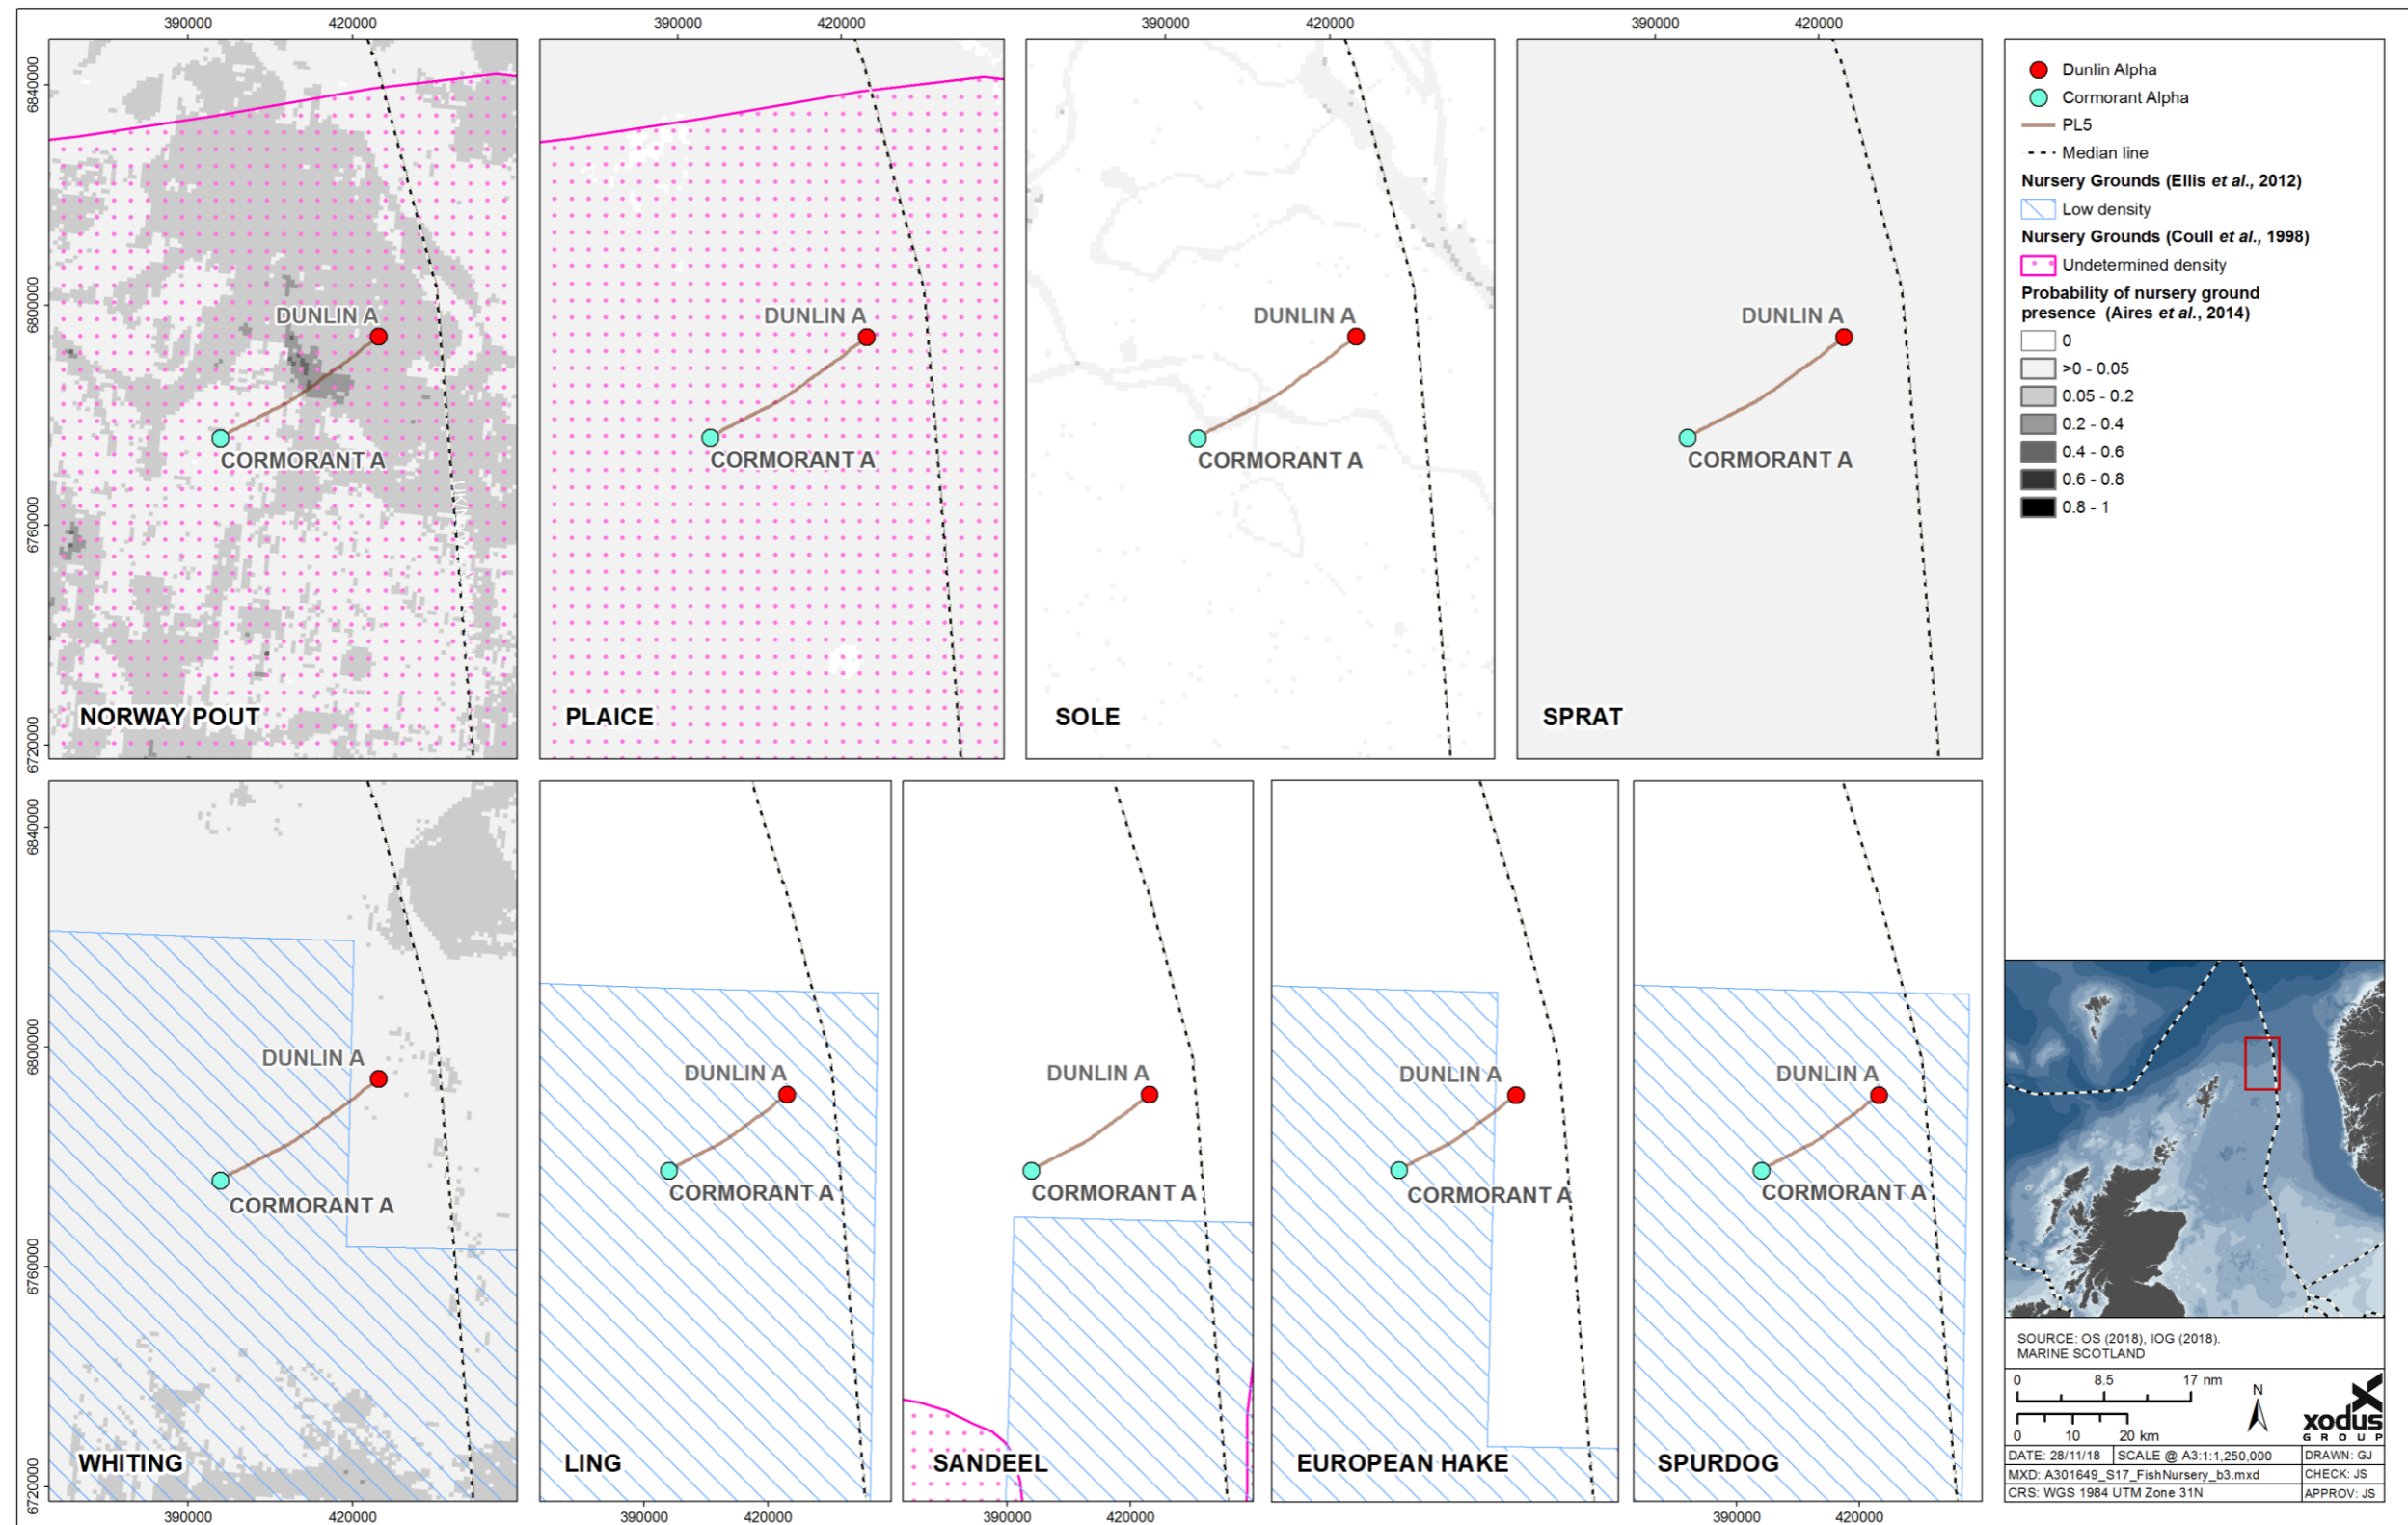 390000 420000 390000 420000 390000 420000 390000 420000
6840000
6800000
6760000
6720000
DUNLIN A
CORMORANT A
NORWAY POUT
DUNLIN A
CORMORANT A
PLAICE
DUNLIN A
CORMORANT A
SOLE
DUNLIN A
CORMORANT A
SPRAT
6840000
6800000
6760000
6720000
DUNLIN A
CORMORANT A
WHITING
DUNLIN A
CORMORANT A
LING
DUNLIN A
CORMORANT A
SANDEEL
DUNLIN A
CORMORANT A
EUROPEAN HAKE
DUNLIN A
CORMORANT A
SPURDOG
390000 420000 390000 420000 390000 420000 390000 420000
Dunlin Alpha
Cormorant Alpha
PL5
Median line
Nursery Grounds (Ellis et al., 2012)
Low density
Nursery Grounds (Coull et al., 1998)
Undetermined density
Probability of nursery ground
presence (Aires et al., 2014)
0
>0 - 0.05
0.05 - 0.2
0.2 - 0.4
0.4 - 0.6
0.6 - 0.8
0.8 - 1
SOURCE: OS (2018), IOG (2018).
MARINE SCOTLAND
0 8.5 17 nm
0 10 20 km
N
xodus
GROUP
DATE: 28/11/18 SCALE @ A3:1:1,250,000 DRAWN: GJ
MXD: A301649_S17_FishNursery_b3.mxd CHECK: JS
CRS: WGS 1984 UTM Zone 31N APPROV: JS